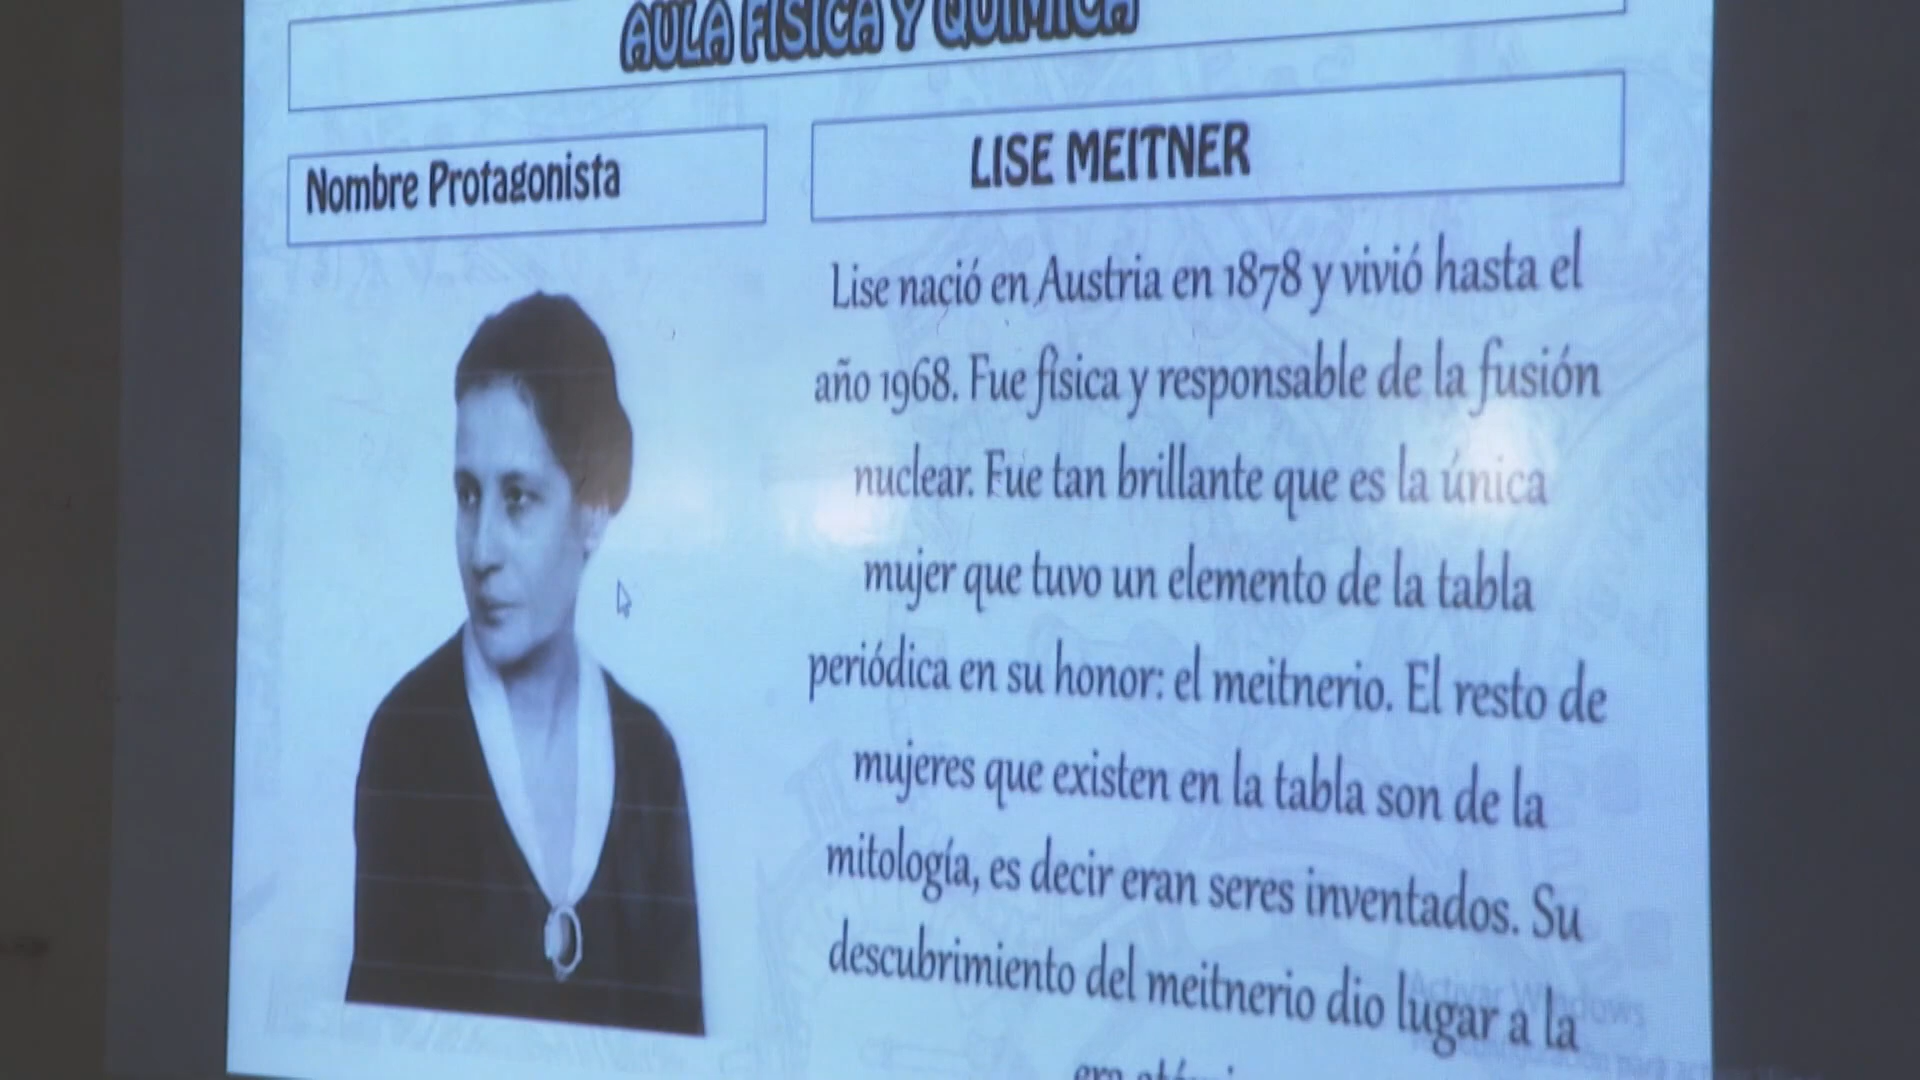 AULA FISICA Y QUIMICA
Nombre Protagonista
LISE MEITNER
Lise nació en Austria en 1878 y vivió hasta el
año 1968. Fue física y responsable de la fusión
nuclear. Fue tan brillante que es la única
mujer que tuvo un elemento de la tabla
periódica en su honor: el meitnerio. El resto de
mujeres que existen en la tabla son de la
mitología, es decir eran seres inventados. Su
descubrimiento del meitnerio dio lugar a la
Activar Windows
para